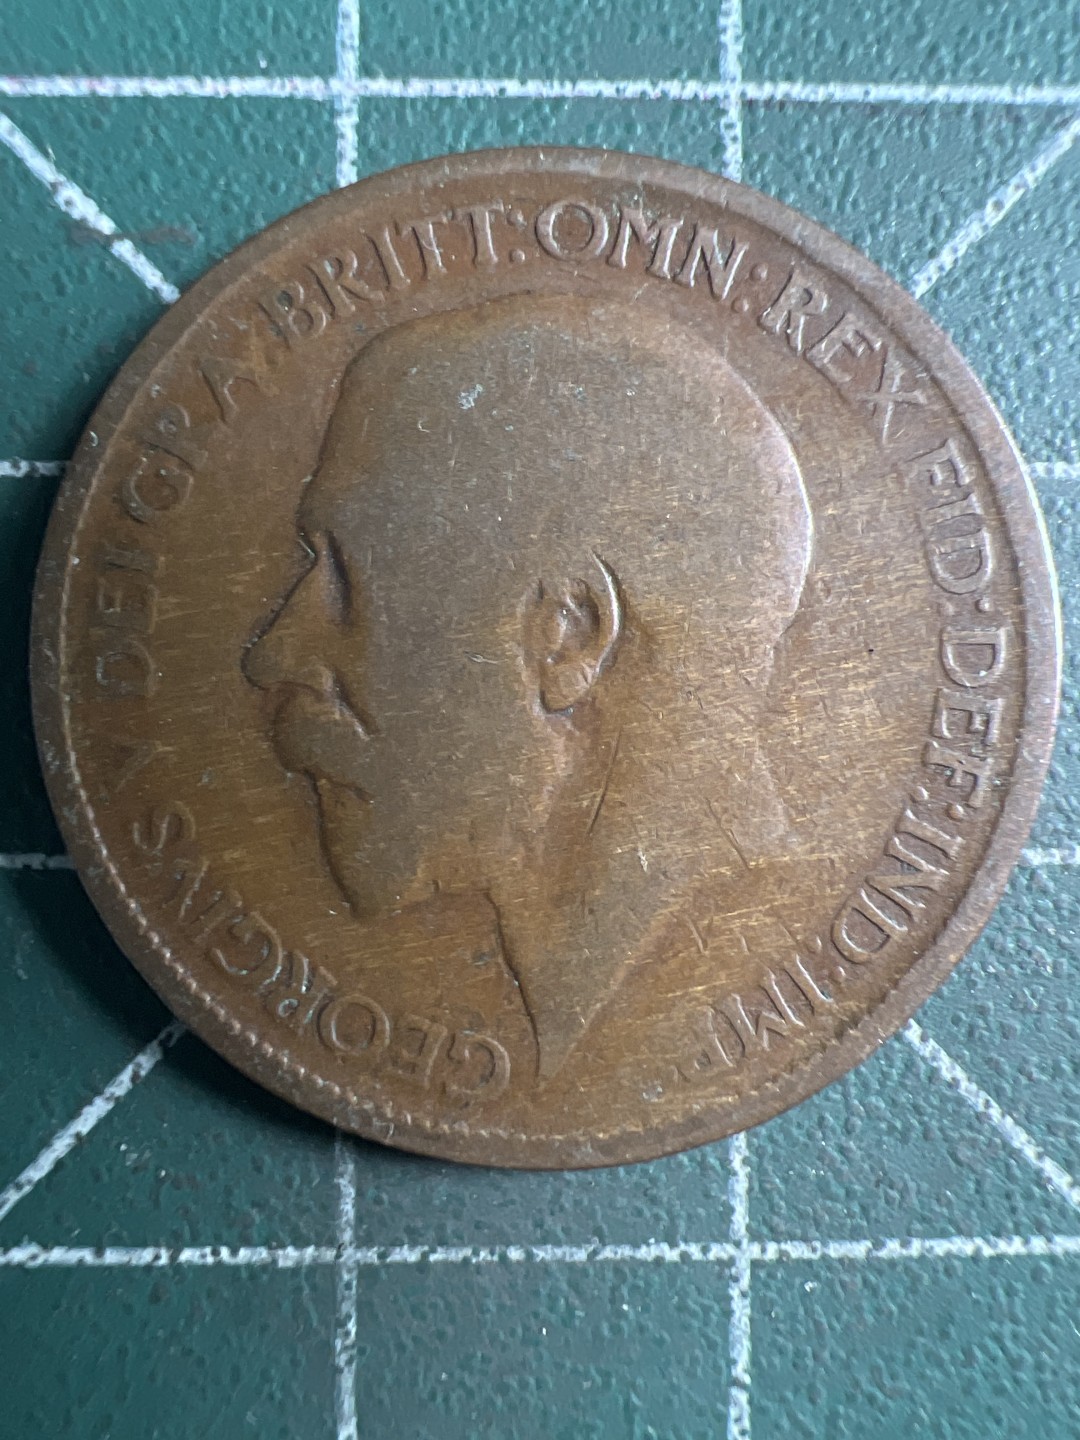 GEORGIVS V DEI GRA: BRITT: OMN: REX FID: DEF: IND: IMP: